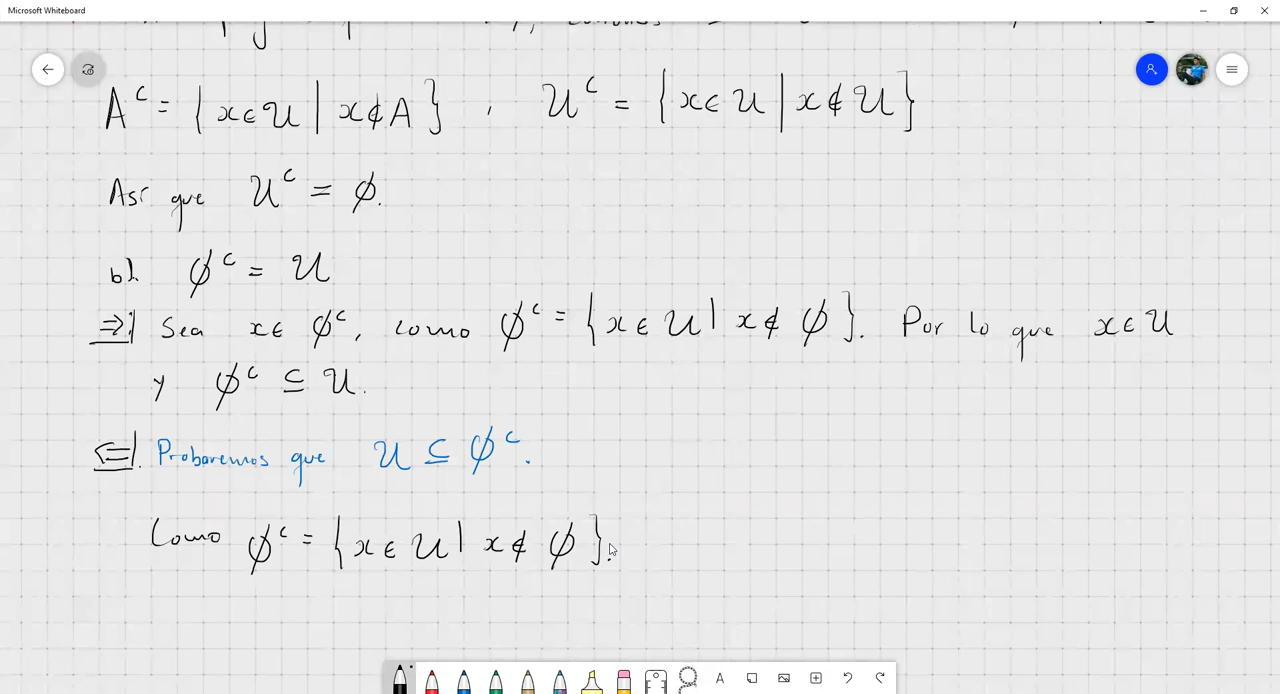 Microsoft Whiteboard
A^c = {x ∈ U | x ∉ A} , U^c = {x ∈ U | x ∉ U}
Así que U^c = ϕ.
b). ϕ^c = U
⇒| Sea x ∈ ϕ^c, como ϕ^c = {x ∈ U | x ∉ ϕ}. Por lo que x ∈ U
y ϕ^c ⊆ U.
⊆|. Probaremos que U ⊆ ϕ^c.
Como ϕ^c = {x ∈ U | x ∉ ϕ}.